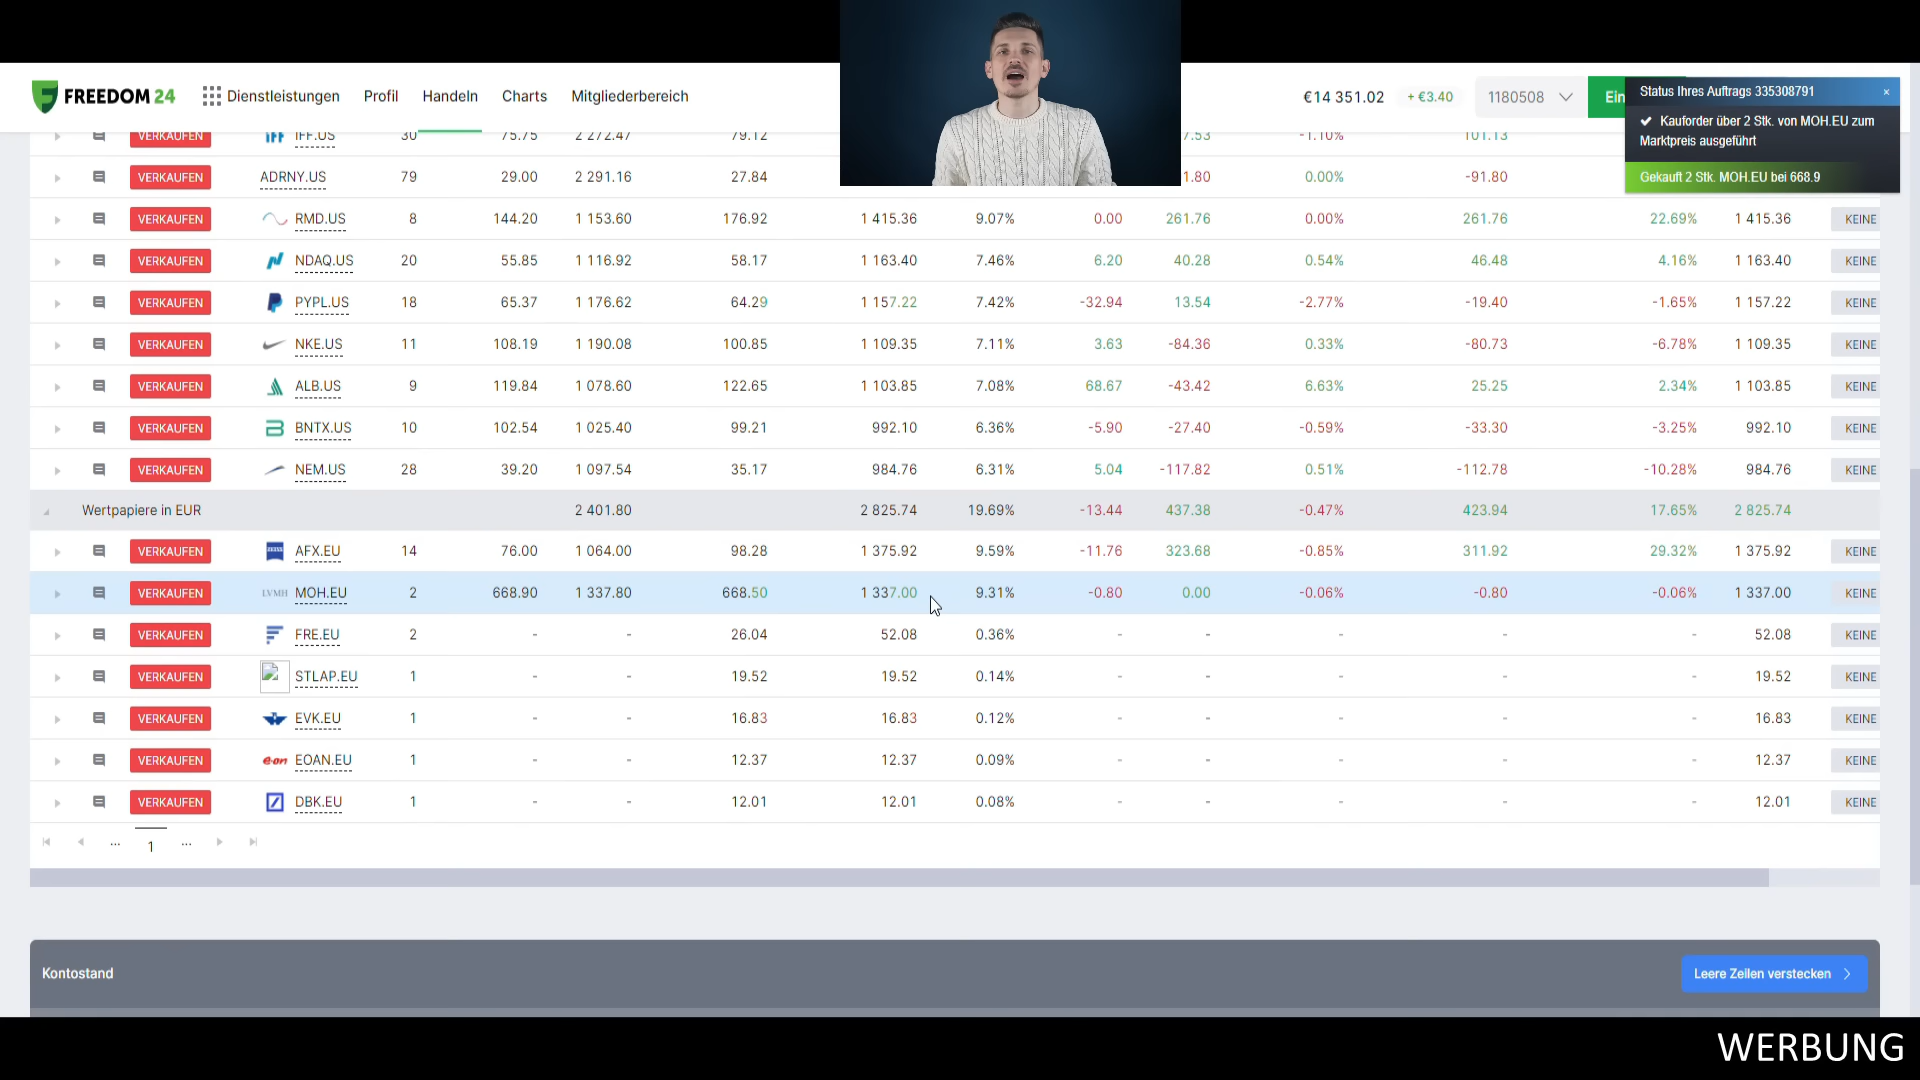 FREEDOM 24 Dienstleistungen Profil Handeln Charts Mitgliederbereich €14 351.02 + €3.40 1180508 Ein
Status Ihres Auftrags 335308791 ×
Kauforder über 2 Stk. von MOH.EU zum
Marktpreis ausgeführt
Gekauft 2 Stk. MOH.EU bei 668.9
VERKAUFEN IFF.US 30 75.75 2 272.47 79.12 7.53 -1.10% 101.13
VERKAUFEN ADRNY.US 79 29.00 2 291.16 27.84 1.80 0.00% -91.80
VERKAUFEN RMD.US 8 144.20 1 153.60 176.92 1 415.36 9.07% 0.00 261.76 0.00% 261.76 22.69% 1 415.36 KEINE
VERKAUFEN NDAQ.US 20 55.85 1 116.92 58.17 1 163.40 7.46% 6.20 40.28 0.54% 46.48 4.16% 1 163.40 KEINE
VERKAUFEN PYPL.US 18 65.37 1 176.62 64.29 1 157.22 7.42% -32.94 13.54 -2.77% -19.40 -1.65% 1 157.22 KEINE
VERKAUFEN NKE.US 11 108.19 1 190.08 100.85 1 109.35 7.11% 3.63 -84.36 0.33% -80.73 -6.78% 1 109.35 KEINE
VERKAUFEN ALB.US 9 119.84 1 078.60 122.65 1 103.85 7.08% 68.67 -43.42 6.63% 25.25 2.34% 1 103.85 KEINE
VERKAUFEN BNTX.US 10 102.54 1 025.40 99.21 992.10 6.36% -5.90 -27.40 -0.59% -33.30 -3.25% 992.10 KEINE
VERKAUFEN NEM.US 28 39.20 1 097.54 35.17 984.76 6.31% 5.04 -117.82 0.51% -112.78 -10.28% 984.76 KEINE
Wertpapiere in EUR 2 401.80 2 825.74 19.69% -13.44 437.38 -0.47% 423.94 17.65% 2 825.74
VERKAUFEN AFX.EU 14 76.00 1 064.00 98.28 1 375.92 9.59% -11.76 323.68 -0.85% 311.92 29.32% 1 375.92 KEINE
VERKAUFEN LVMH MOH.EU 2 668.90 1 337.80 668.50 1 337.00 9.31% -0.80 0.00 -0.06% -0.80 -0.06% 1 337.00 KEINE
VERKAUFEN FRE.EU 2 - - 26.04 52.08 0.36% - - - - - 52.08 KEINE
VERKAUFEN STLAP.EU 1 - - 19.52 19.52 0.14% - - - - - 19.52 KEINE
VERKAUFEN EVK.EU 1 - - 16.83 16.83 0.12% - - - - - 16.83 KEINE
VERKAUFEN e·on EOAN.EU 1 - - 12.37 12.37 0.09% - - - - - 12.37 KEINE
VERKAUFEN DBK.EU 1 - - 12.01 12.01 0.08% - - - - - 12.01 KEINE
... 1 ...
Kontostand Leere Zeilen verstecken
WERBUNG